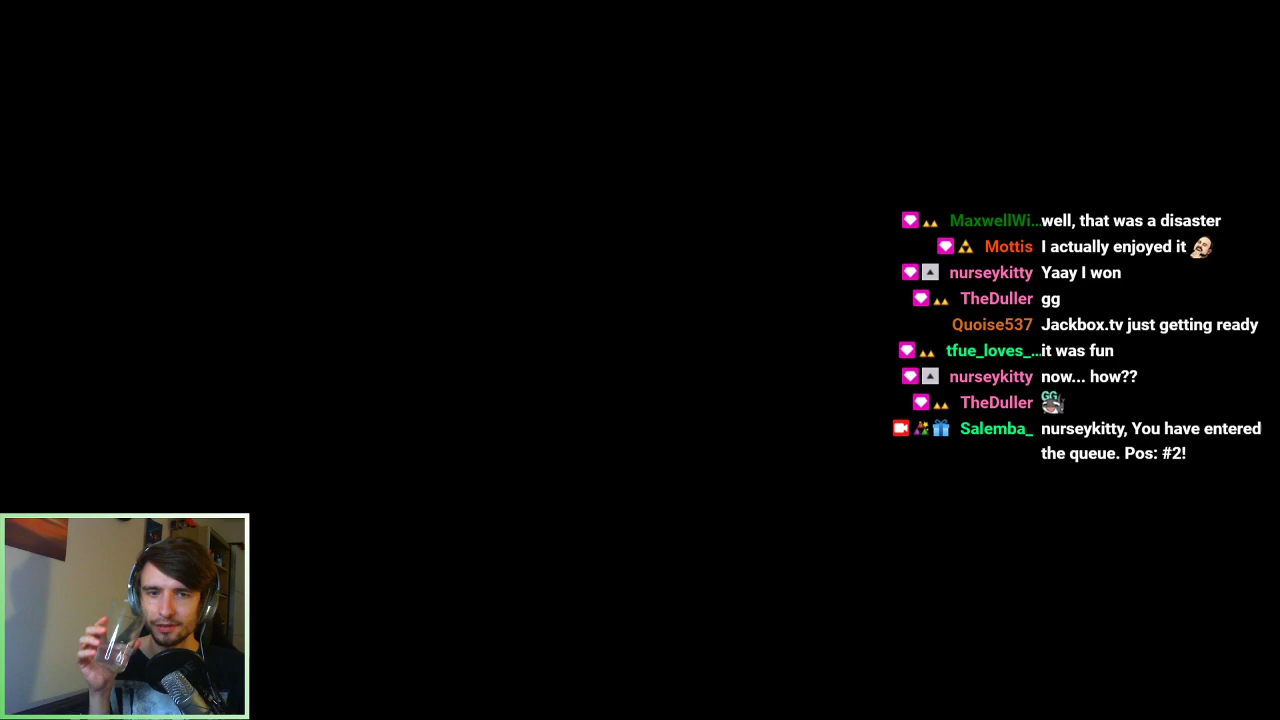 MaxwellWi... well, that was a disaster
Mottis I actually enjoyed it
nurseykitty Yaay I won
TheDuller gg
Quoise537 Jackbox.tv just getting ready
tfue_loves_... it was fun
nurseykitty now... how??
TheDuller GG
Salemba_ nurseykitty, You have entered
the queue. Pos: #2!